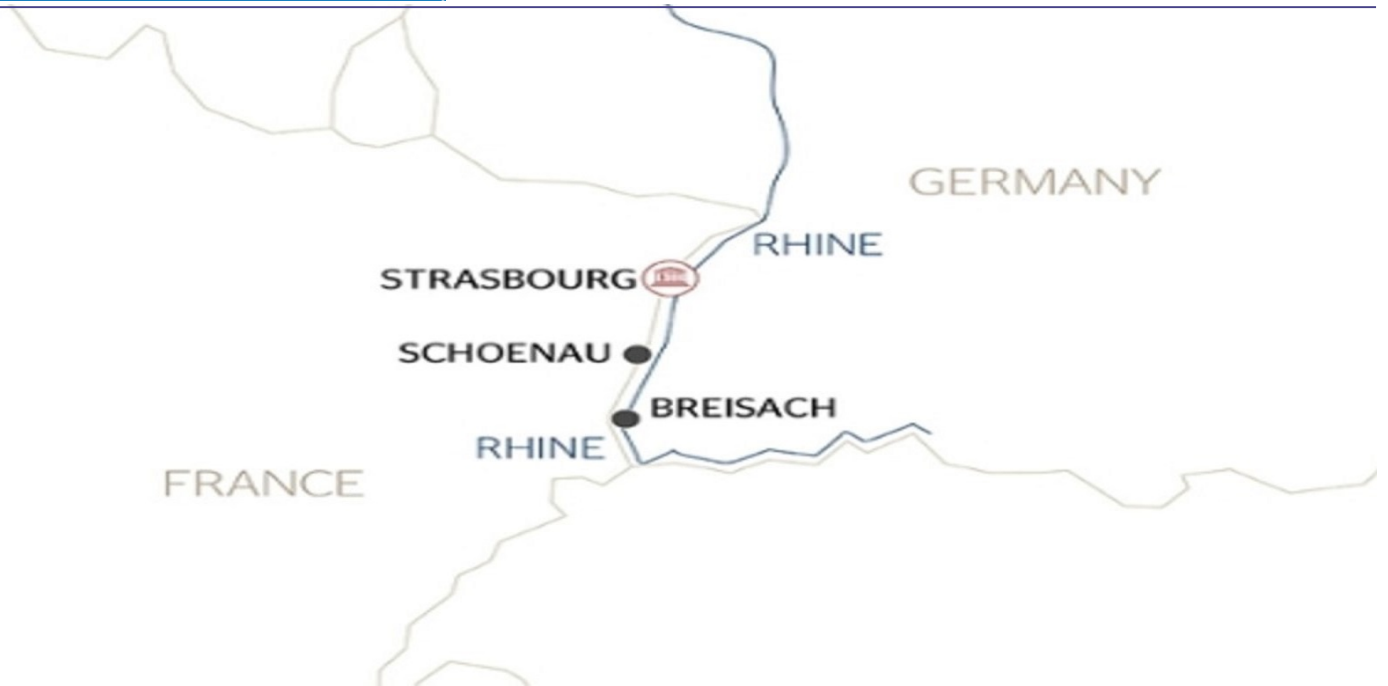 GERMANY
RHINE
STRASBOURG
SCHOENAU
BREISACH
RHINE
FRANCE